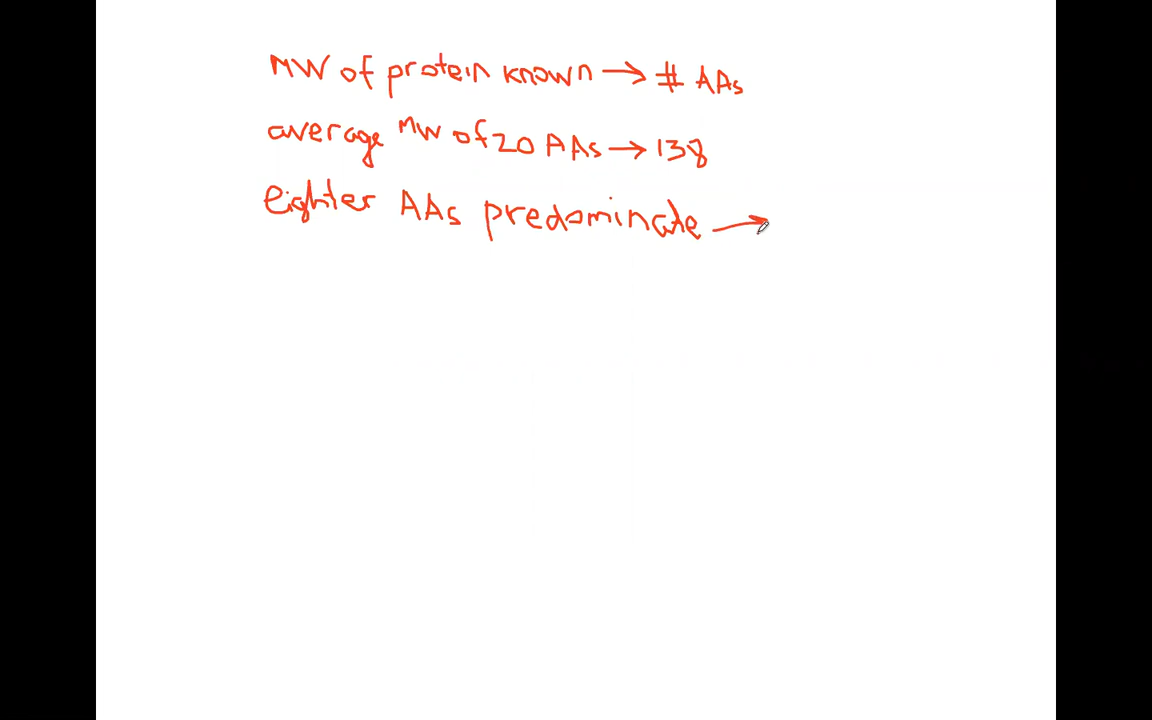 MW of protein known → # AAs
average MW of 20 AAs → 138
lighter AAs predominate →